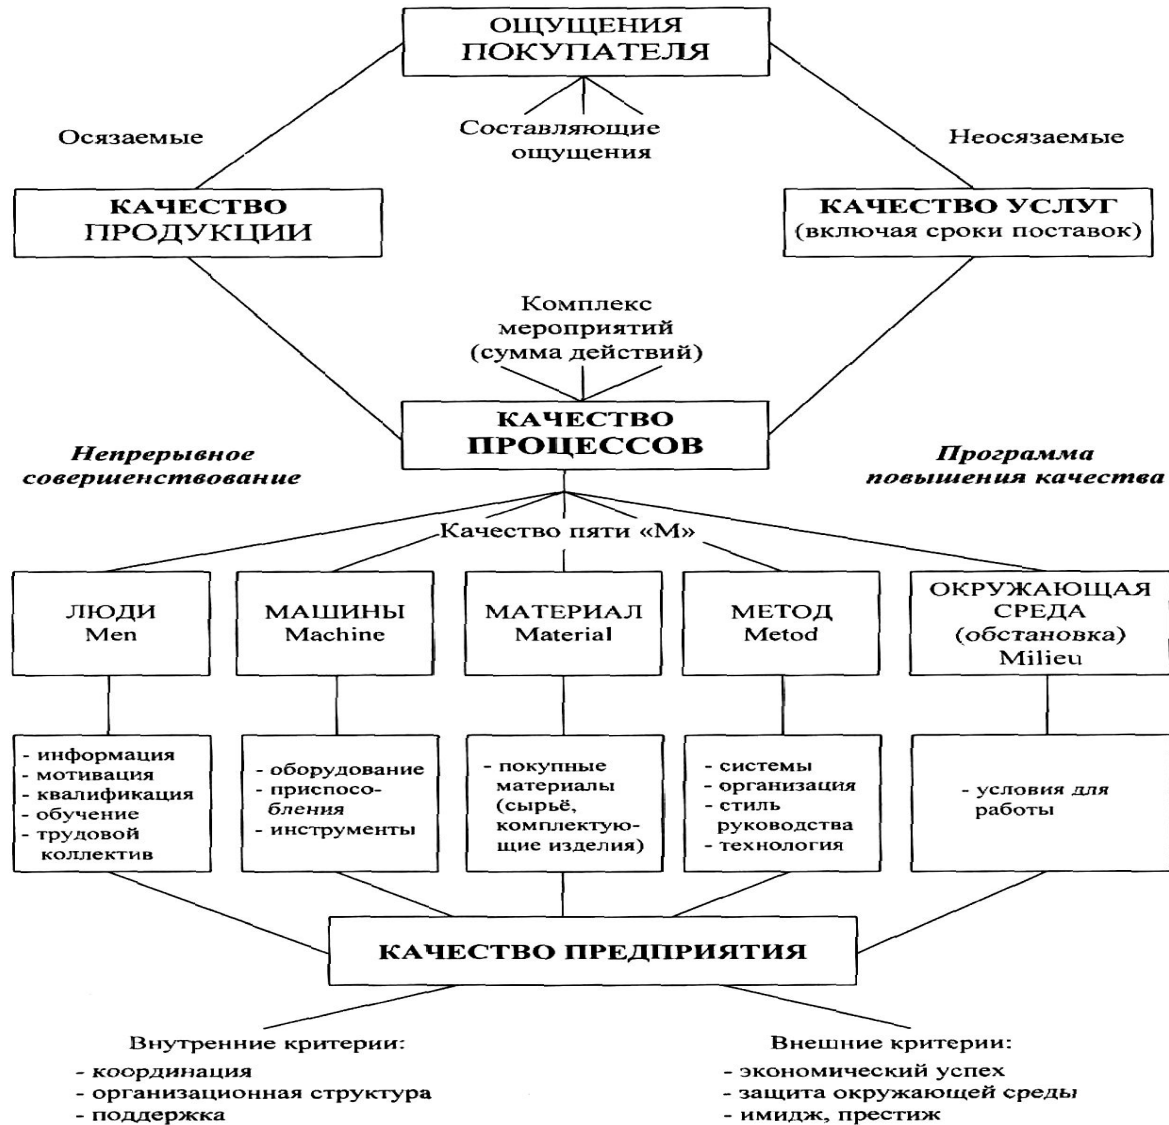 ОЩУЩЕНИЯ
ПОКУПАТЕЛЯ
Осязаемые
Составляющие
ощущения
Неосязаемые
КАЧЕСТВО
ПРОДУКЦИИ
КАЧЕСТВО УСЛУГ
(включая сроки поставок)
Комплекс
мероприятий
(сумма действий)
КАЧЕСТВО
ПРОЦЕССОВ
Непрерывное
совершенствование
Программа
повышения качества
Качество пяти «М»
ЛЮДИ
Men
МАШИНЫ
Machine
МАТЕРИАЛ
Material
МЕТОД
Metod
ОКРУЖАЮЩАЯ
СРЕДА
(обстановка)
Milieu
- информация
- мотивация
- квалификация
- обучение
- трудовой
коллектив
- оборудование
- приспосо-
бления
- инструменты
- покупные
материалы
(сырьё,
комплектую-
щие изделия)
- системы
- организация
- стиль
руководства
- технология
- условия для
работы
КАЧЕСТВО ПРЕДПРИЯТИЯ
Внутренние критерии:
- координация
- организационная структура
- поддержка
Внешние критерии:
- экономический успех
- защита окружающей среды
- имидж, престиж